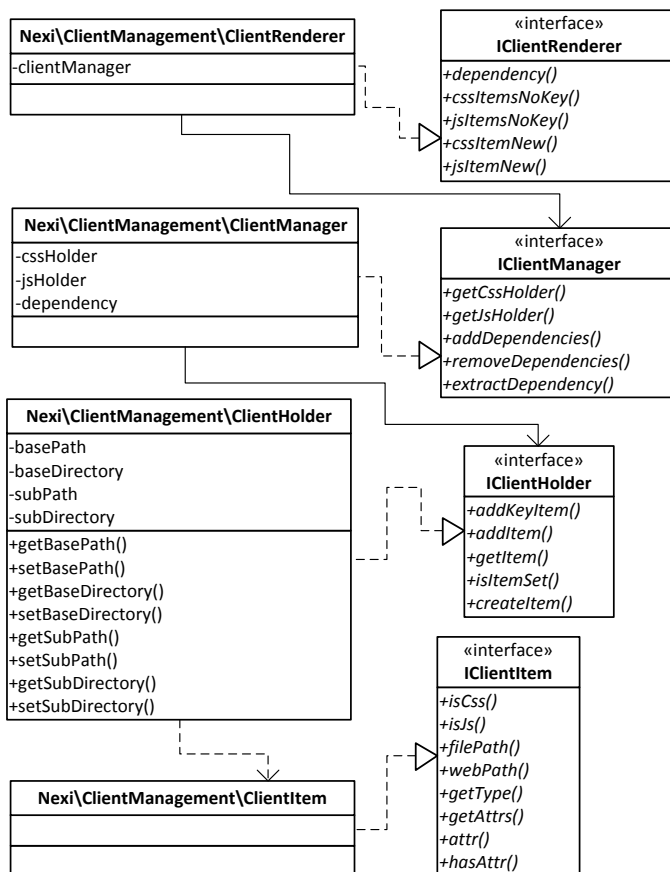 Nexi\ClientManagement\ClientRenderer
-clientManager
«interface»
IClientRenderer
+dependency()
+cssItemsNoKey()
+jsItemsNoKey()
+cssItemNew()
+jsItemNew()
Nexi\ClientManagement\ClientManager
-cssHolder
-jsHolder
-dependency
«interface»
IClientManager
+getCssHolder()
+getJsHolder()
+addDependencies()
+removeDependencies()
+extractDependency()
Nexi\ClientManagement\ClientHolder
-basePath
-baseDirectory
-subPath
-subDirectory
+getBasePath()
+setBasePath()
+getBaseDirectory()
+setBaseDirectory()
+getSubPath()
+setSubPath()
+getSubDirectory()
+setSubDirectory()
«interface»
IClientHolder
+addKeyItem()
+addItem()
+getItem()
+isItemSet()
+createItem()
«interface»
IClientItem
+isCss()
+isJs()
+filePath()
+webPath()
+getType()
+getAttrs()
+attr()
+hasAttr()
Nexi\ClientManagement\ClientItem